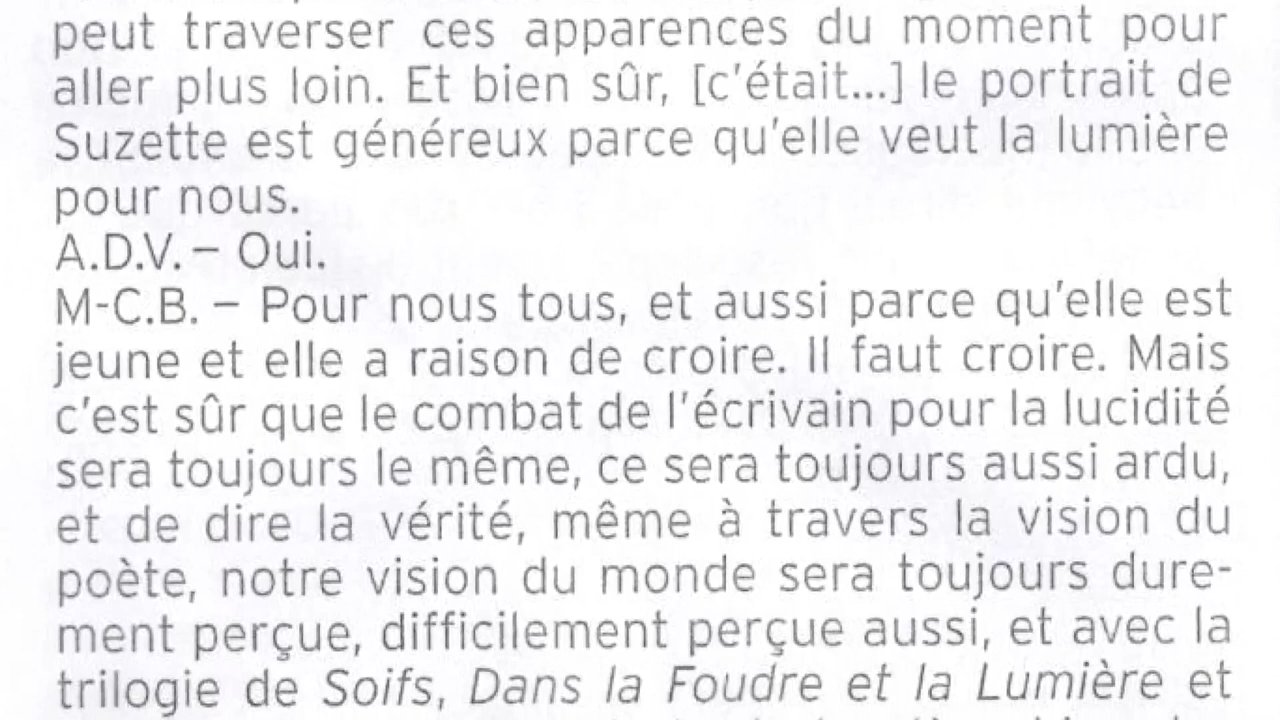 peut traverser ces apparences du moment pour
aller plus loin. Et bien sûr, [c'était...] le portrait de
Suzette est généreux parce qu'elle veut la lumière
pour nous.
A.D.V. – Oui.
M-C.B. – Pour nous tous, et aussi parce qu'elle est
jeune et elle a raison de croire. Il faut croire. Mais
c'est sûr que le combat de l'écrivain pour la lucidité
sera toujours le même, ce sera toujours aussi ardu,
et de dire la vérité, même à travers la vision du
poète, notre vision du monde sera toujours dure-
ment perçue, difficilement perçue aussi, et avec la
trilogie de Soifs, Dans la Foudre et la Lumière et